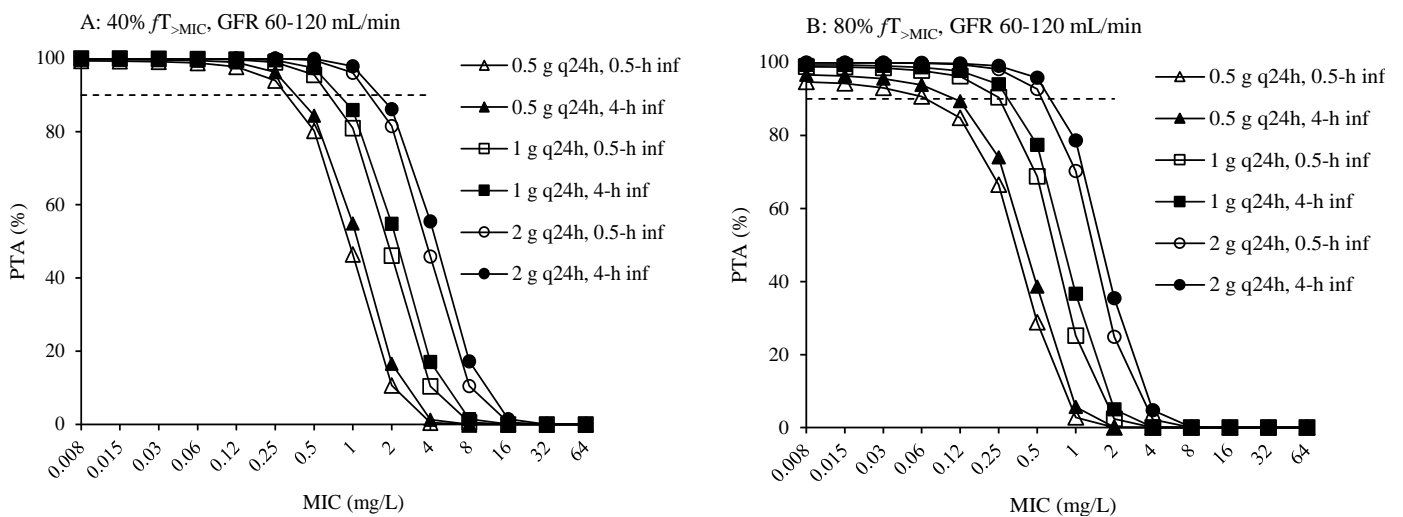 A: 40% fT>MIC, GFR 60-120 mL/min
100
80
60
40
20
0
PTA (%)
0.008
0.015
0.03
0.06
0.12
0.25
0.5
1
2
4
8
16
32
64
MIC (mg/L)
0.5 g q24h, 0.5-h inf
0.5 g q24h, 4-h inf
1 g q24h, 0.5-h inf
1 g q24h, 4-h inf
2 g q24h, 0.5-h inf
2 g q24h, 4-h inf
B: 80% fT>MIC, GFR 60-120 mL/min
100
80
60
40
20
0
PTA (%)
0.008
0.015
0.03
0.06
0.12
0.25
0.5
1
2
4
8
16
32
64
MIC (mg/L)
0.5 g q24h, 0.5-h inf
0.5 g q24h, 4-h inf
1 g q24h, 0.5-h inf
1 g q24h, 4-h inf
2 g q24h, 0.5-h inf
2 g q24h, 4-h inf